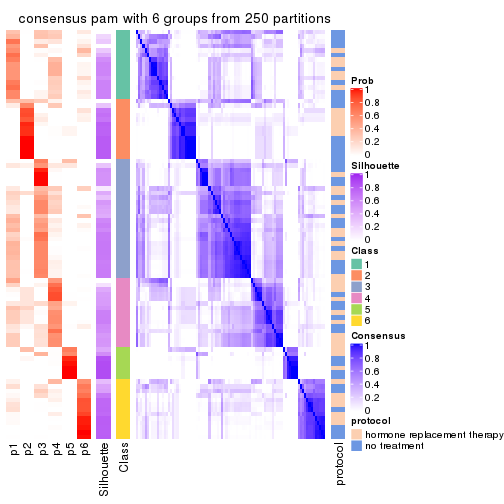 consensus pam with 6 groups from 250 partitions
Prob
1
0.8
0.6
0.4
0.2
0
Silhouette
1
0.8
0.6
0.4
0.2
0
Class
1
2
3
4
5
6
Consensus
1
0.8
0.6
0.4
0.2
0
protocol
hormone replacement therapy
no treatment
p1
p2
p3
p4
p5
p6
Silhouette
Class
protocol